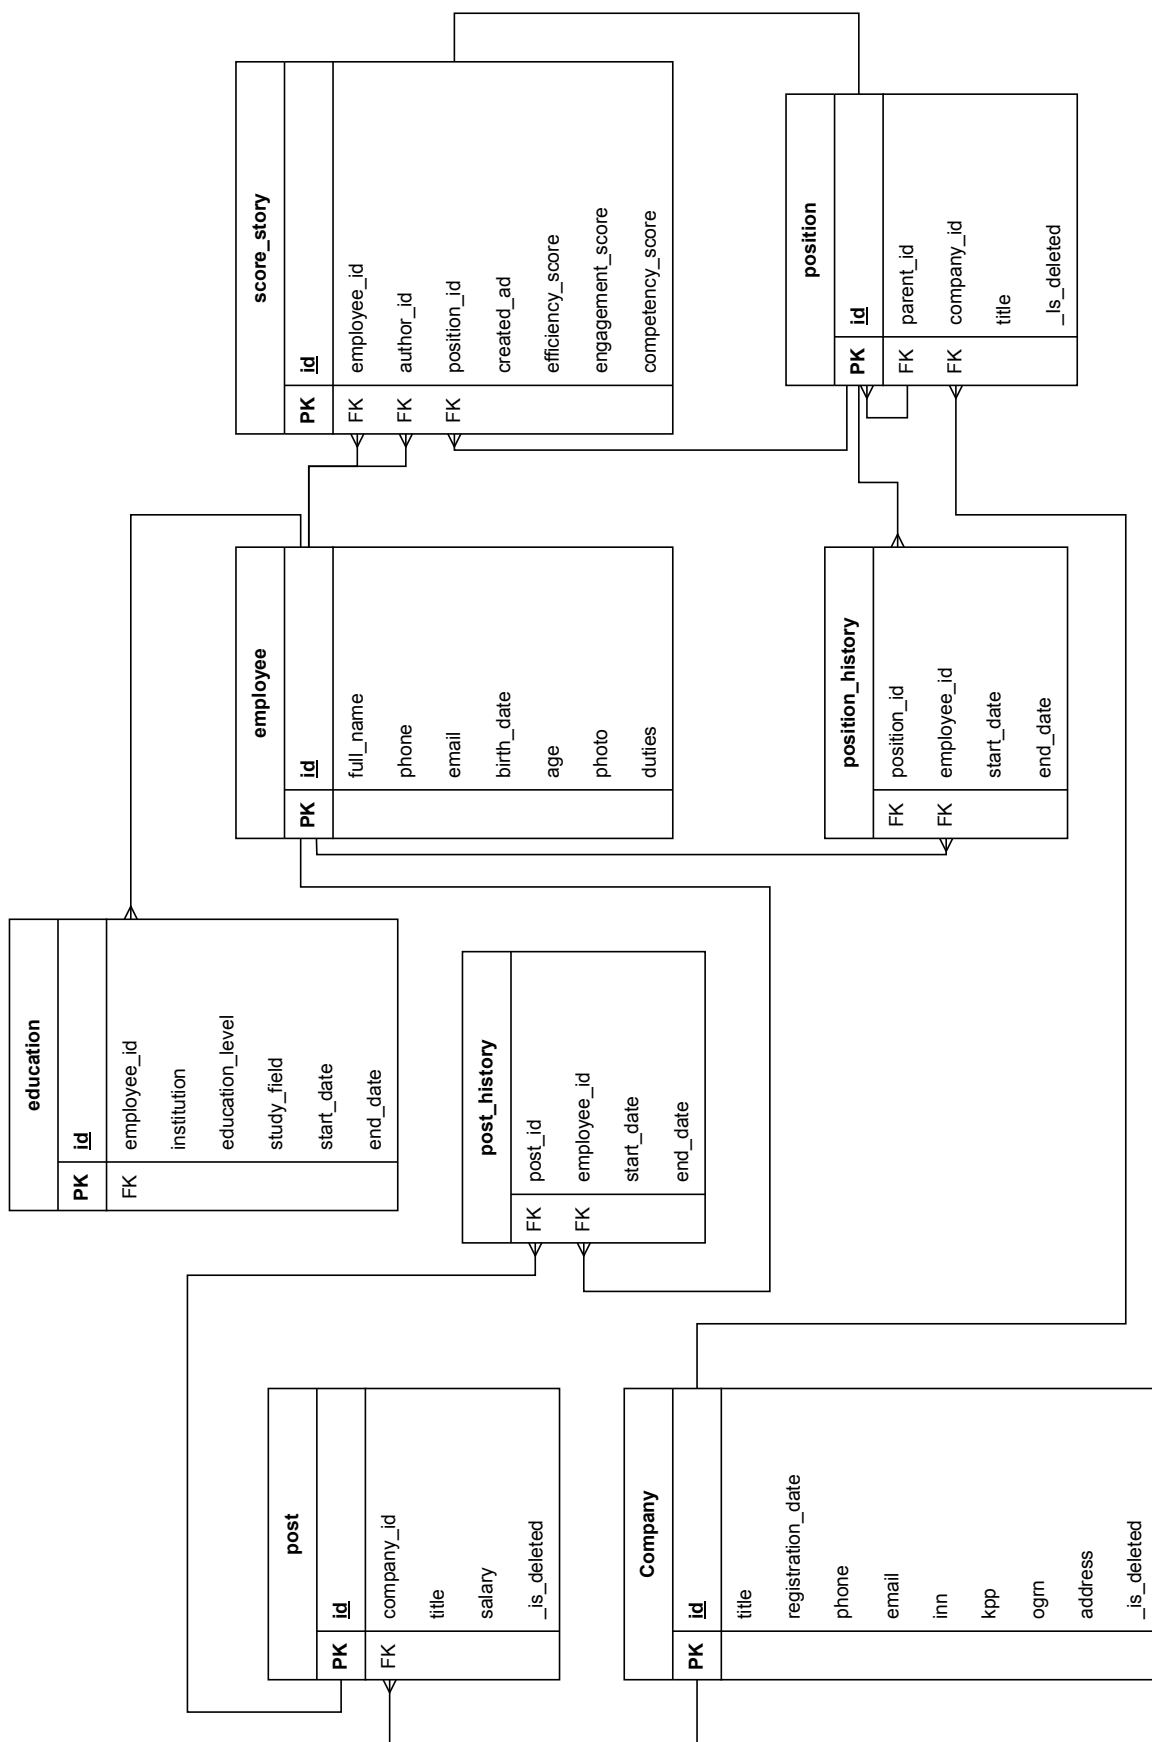 education
PK id
FK employee_id
institution
education_level
study_field
start_date
end_date
score_story
PK id
FK employee_id
FK author_id
FK position_id
created_ad
efficiency_score
engagement_score
competency_score
employee
PK id
full_name
phone
email
birth_date
age
photo
duties
post
PK id
FK company_id
title
salary
_is_deleted
post_history
FK post_id
FK employee_id
start_date
end_date
Company
PK id
title
registration_date
phone
email
inn
kpp
ogrn
address
_is_deleted
position_history
FK position_id
FK employee_id
start_date
end_date
position
PK id
FK parent_id
FK company_id
title
_Is_deleted